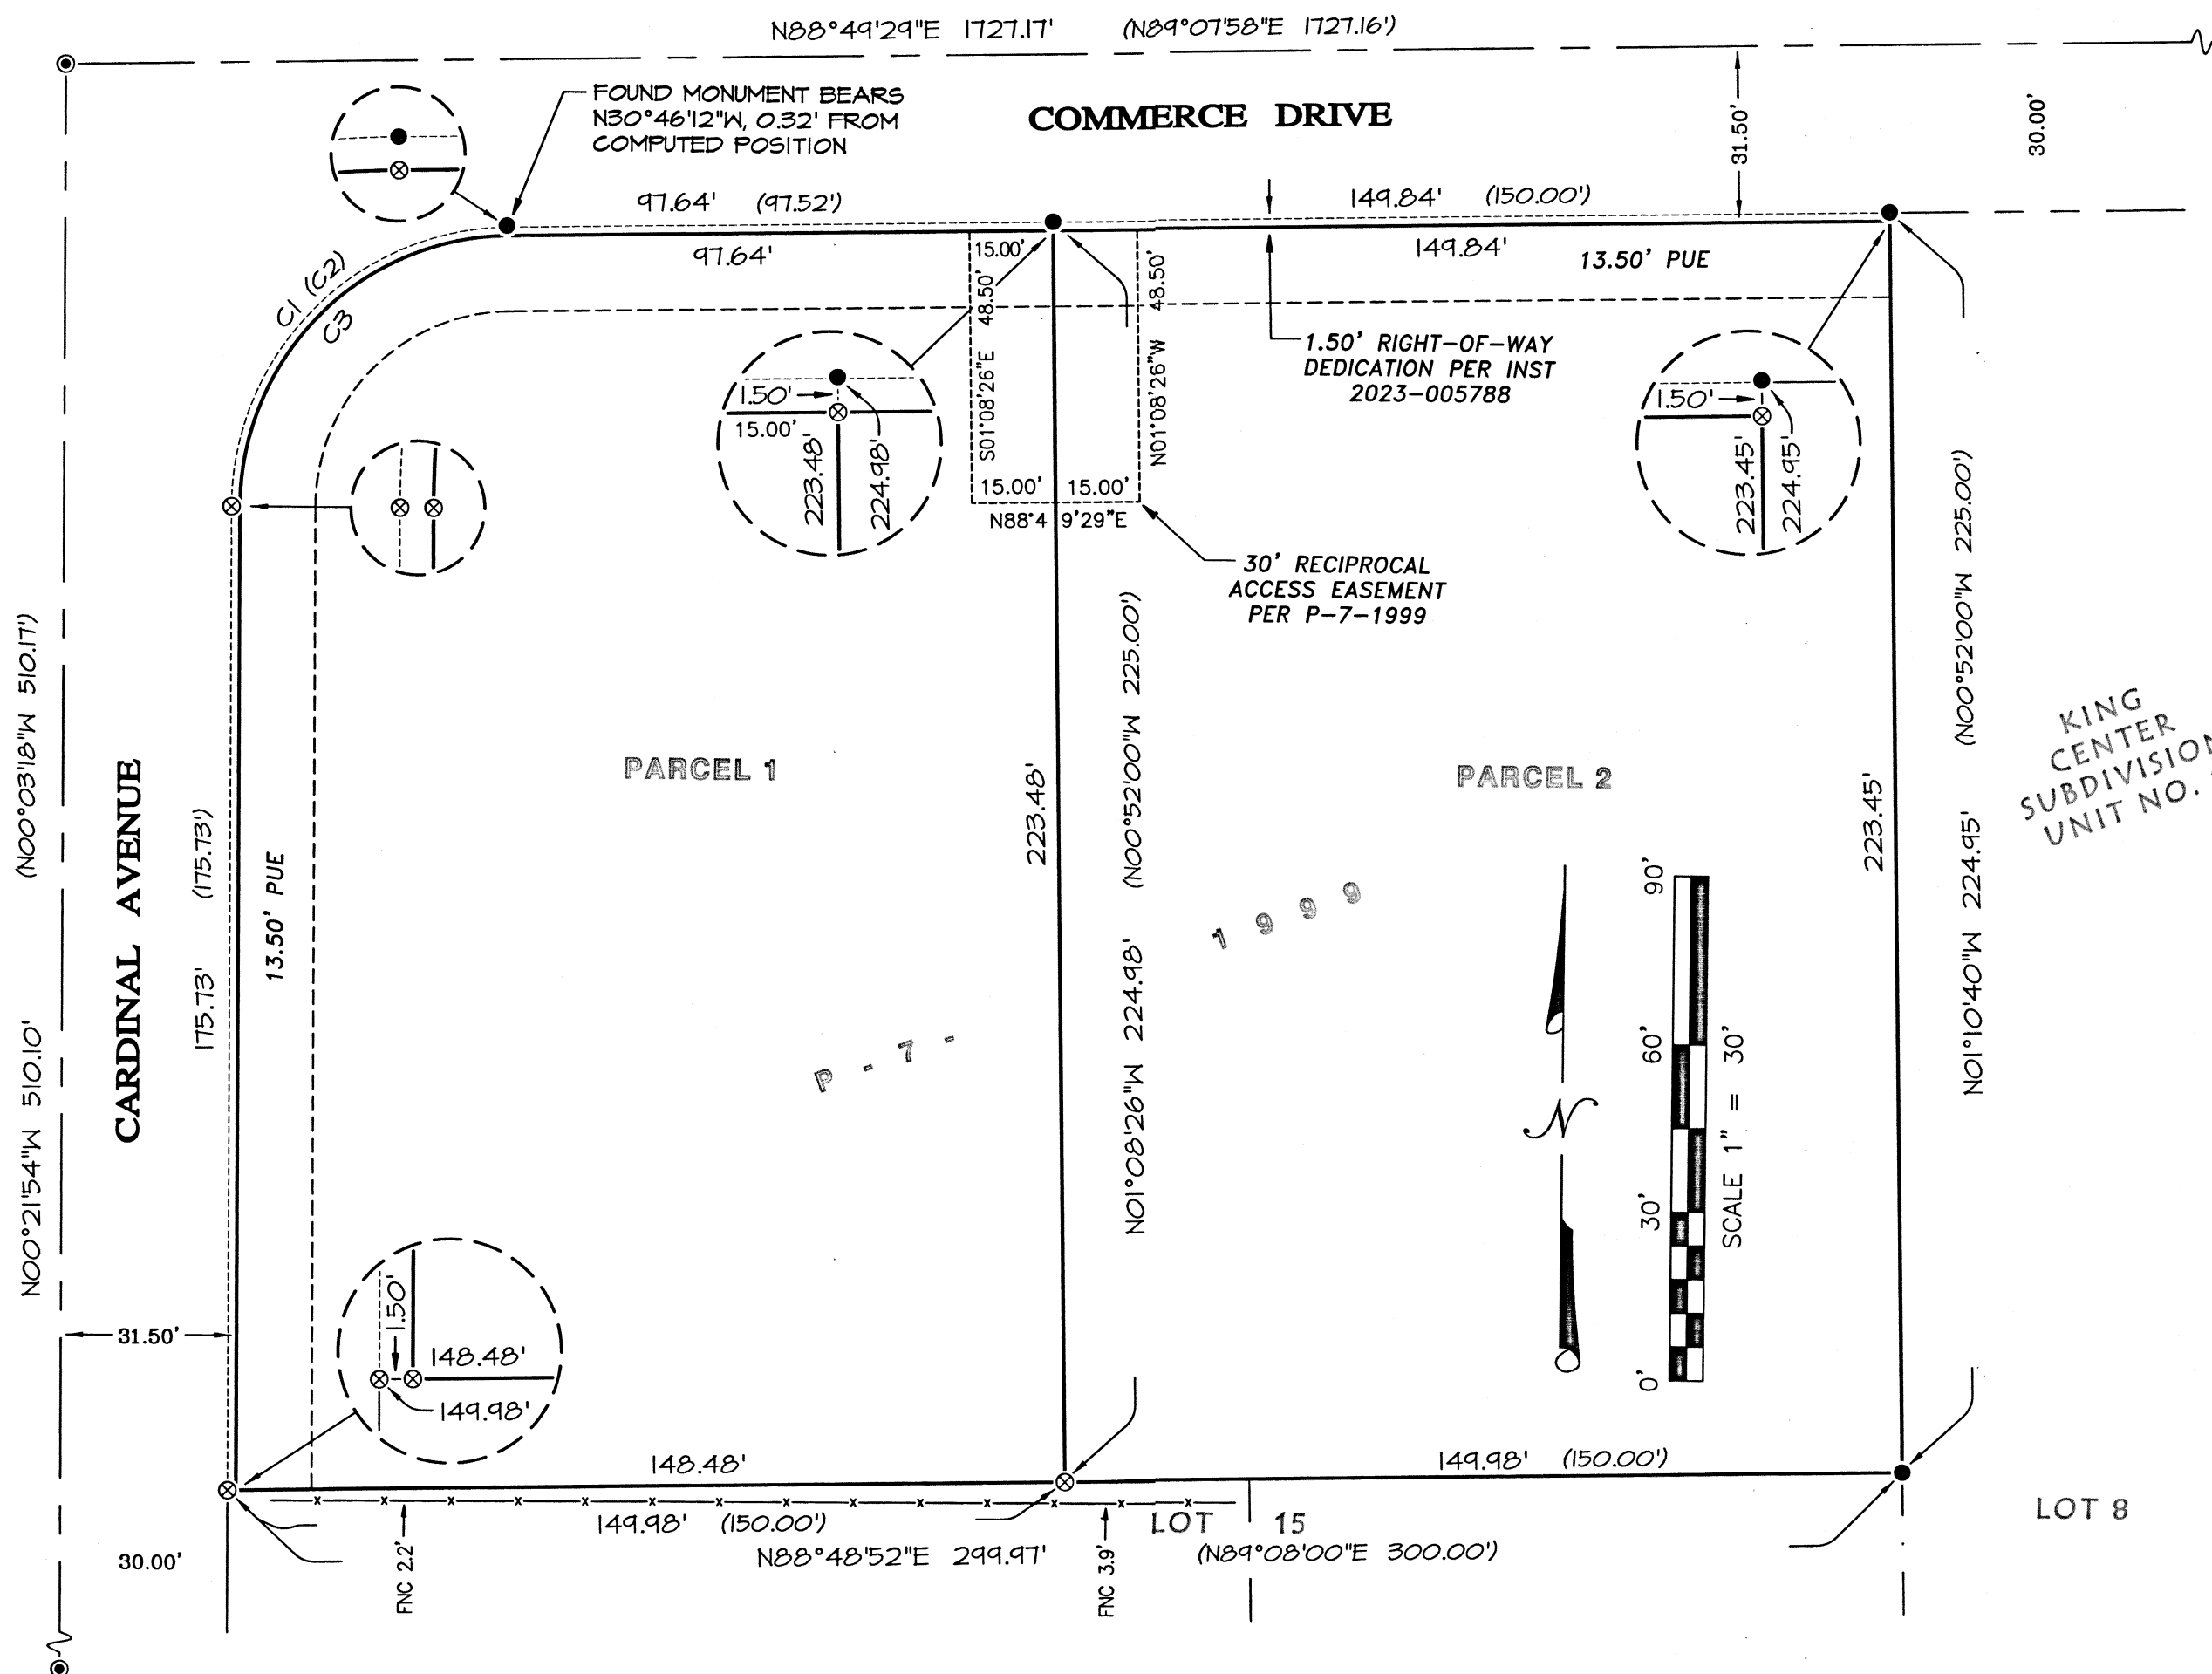 N88°49'29"E 1727.17' (N89°07'58"E 1727.16')
FOUND MONUMENT BEARS
N30°46'12"W, 0.32' FROM
COMPUTED POSITION
COMMERCE DRIVE
31.50'
30.00'
97.64' (97.52')
149.84' (150.00')
97.64'
15.00'
149.84'
13.50' PUE
C1 (C2)
C3
S01°08'26"E 48.50'
N01°08'26"W 48.50'
1.50' RIGHT-OF-WAY
DEDICATION PER INST
2023-005788
1.50'
15.00'
223.48'
224.98'
1.50'
223.45'
224.95'
15.00' 15.00'
N88°49'29"E
30' RECIPROCAL
ACCESS EASEMENT
PER P-7-1999
N00°21'54"W 510.10' (N00°03'18"W 510.17')
CARDINAL AVENUE
175.73' (175.73')
13.50' PUE
PARCEL 1
223.48'
N01°08'26"W 224.98' (N00°52'00"W 225.00')
PARCEL 2
223.45'
N01°10'40"W 224.95' (N00°52'00"W 225.00')
KING
CENTER
SUBDIVISION
UNIT NO.
P - 7 - 1999
N
0' 30' 60' 90'
SCALE 1" = 30'
31.50'
1.50'
148.48'
149.98'
148.48'
149.98' (150.00')
149.98' (150.00')
LOT 15
LOT 8
30.00'
FNC 2.2'
N88°48'52"E 299.97' (N89°08'00"E 300.00')
FNC 3.9'